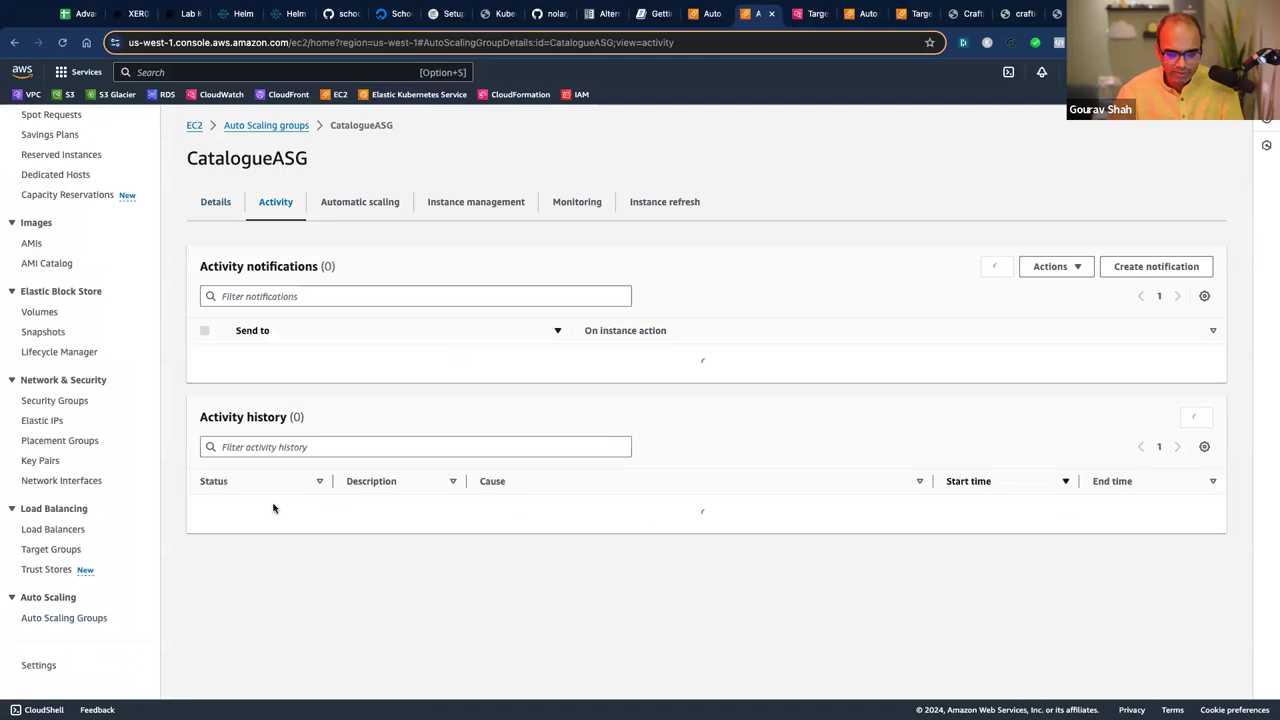 Adva
XER0
Lab K
Helm
Helm
schoo
Scho
Setup
Kube
nolar
Alter
Getti
Auto
A
Targe
Auto
Targe
Craft
crafti
us-west-1.console.aws.amazon.com/ec2/home?region=us-west-1#AutoScalingGroupDetails:id=CatalogueASG;view=activity
aws
Services
Search
[Option+S]
VPC
S3
S3 Glacier
RDS
CloudWatch
CloudFront
EC2
Elastic Kubernetes Service
CloudFormation
IAM
Gourav Shah
Spot Requests
Savings Plans
Reserved Instances
Dedicated Hosts
Capacity Reservations New
Images
AMIs
AMI Catalog
Elastic Block Store
Volumes
Snapshots
Lifecycle Manager
Network & Security
Security Groups
Elastic IPs
Placement Groups
Key Pairs
Network Interfaces
Load Balancing
Load Balancers
Target Groups
Trust Stores New
Auto Scaling
Auto Scaling Groups
Settings
EC2 > Auto Scaling groups > CatalogueASG
CatalogueASG
Details
Activity
Automatic scaling
Instance management
Monitoring
Instance refresh
Activity notifications (0)
Actions
Create notification
Filter notifications
1
Send to
On instance action
Activity history (0)
Filter activity history
1
Status
Description
Cause
Start time
End time
CloudShell
Feedback
© 2024, Amazon Web Services, Inc. or its affiliates.
Privacy
Terms
Cookie preferences